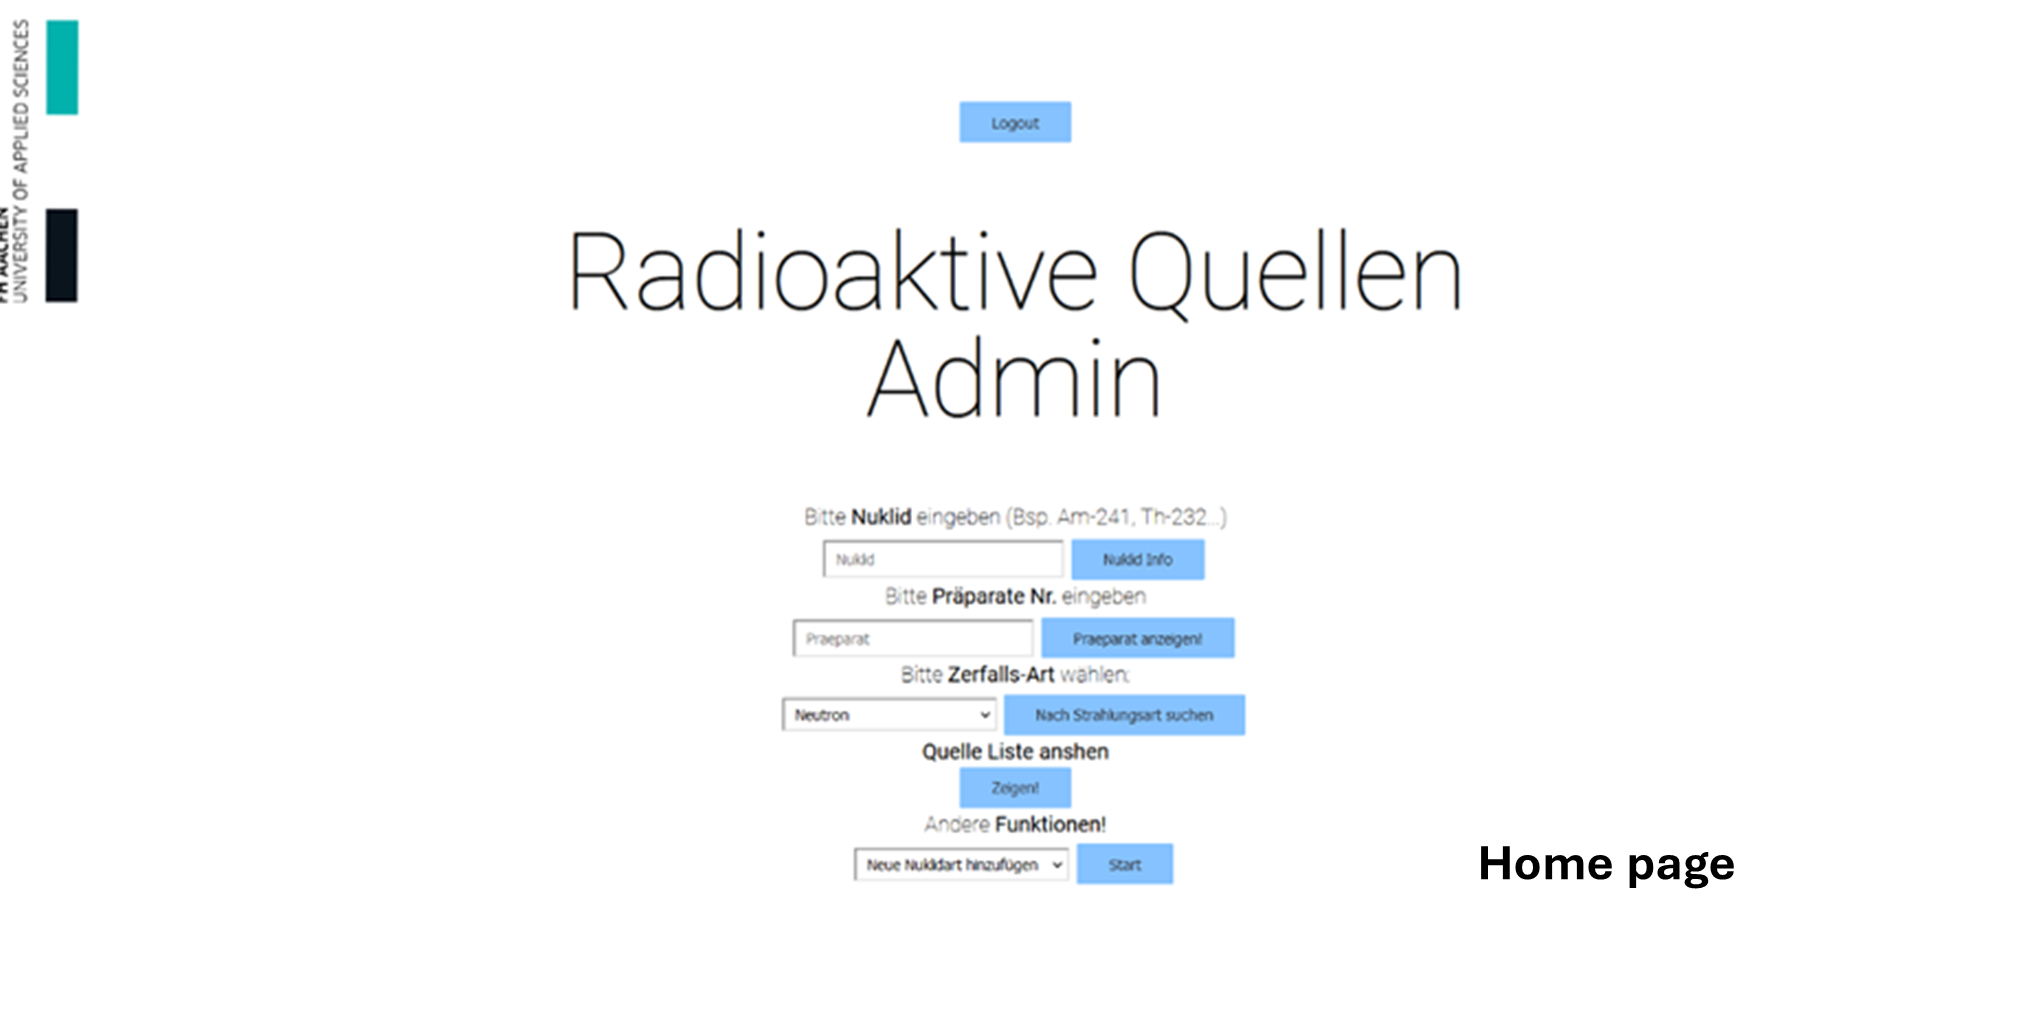 FH AACHEN
UNIVERSITY OF APPLIED SCIENCES
Logout
Radioaktive Quellen
Admin
Bitte Nuklid eingeben (Bsp. Am-241, Th-232...)
Nuklid
Nuklid Info
Bitte Präparate Nr. eingeben
Praeparat
Praeparat anzeigen!
Bitte Zerfalls-Art wählen:
Neutron
Nach Strahlungsart suchen
Quelle Liste anshen
Zeigen!
Andere Funktionen!
Neue Nuklidart hinzufügen
Start
Home page